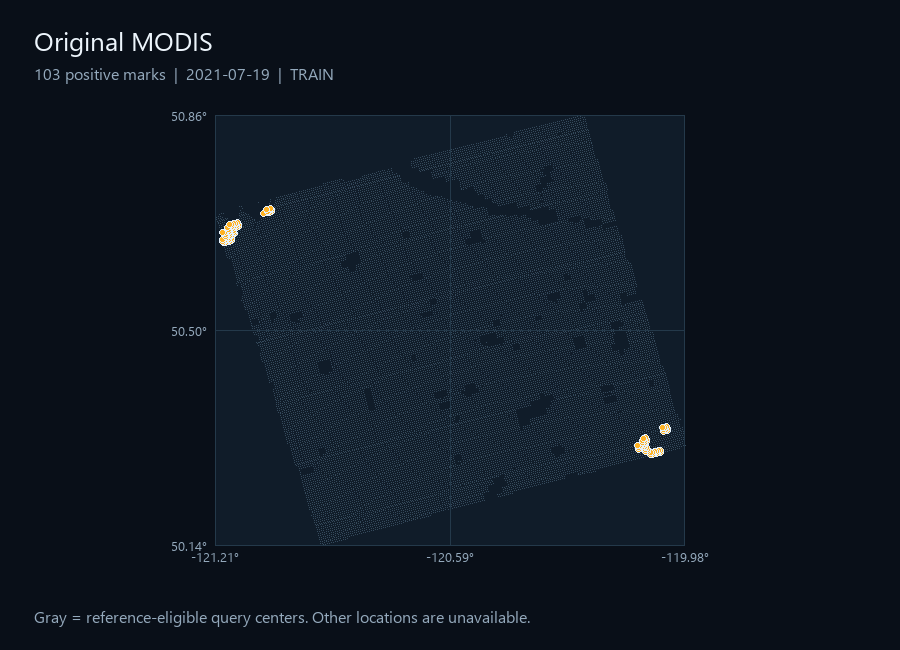 Original MODIS
103 positive marks | 2021-07-19 | TRAIN
50.86°
50.50°
50.14°
-121.21°
-120.59°
-119.98°
Gray = reference-eligible query centers. Other locations are unavailable.